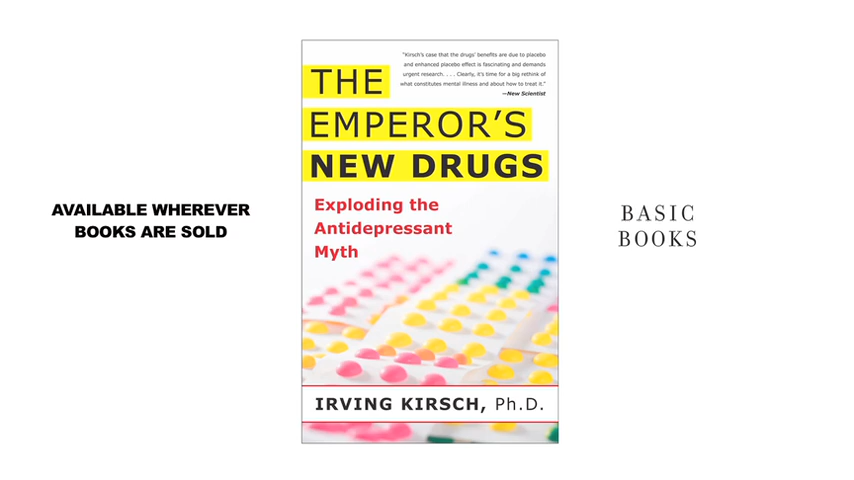 "Kirsch's case that the drugs' benefits are due to placebo
and enhanced placebo effect is fascinating and demands
urgent research. . . . Clearly, it's time for a big rethink of
what constitutes mental illness and about how to treat it."
—New Scientist
THE
EMPEROR'S
NEW DRUGS
Exploding the
Antidepressant
Myth
IRVING KIRSCH, Ph.D.
AVAILABLE WHEREVER
BOOKS ARE SOLD
BASIC
BOOKS